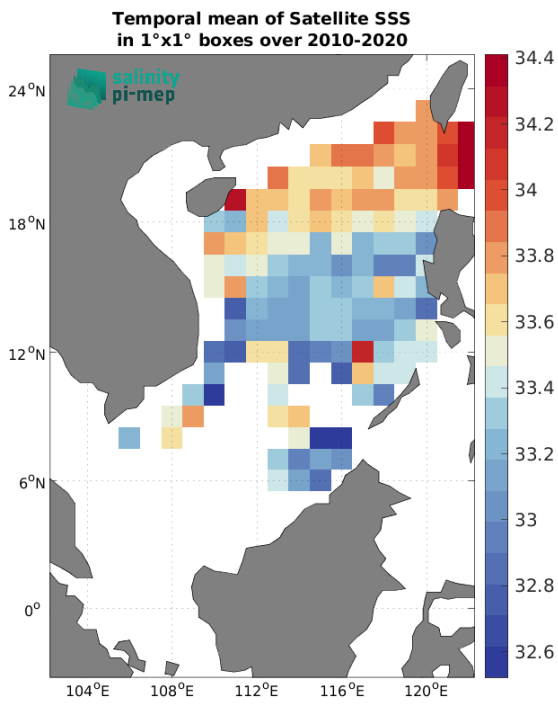 Temporal mean of Satellite SSS
in 1°x1° boxes over 2010-2020
salinity
pi-mep
24°N
18°N
12°N
6°N
0°
104°E
108°E
112°E
116°E
120°E
34.4
34.2
34
33.8
33.6
33.4
33.2
33
32.8
32.6